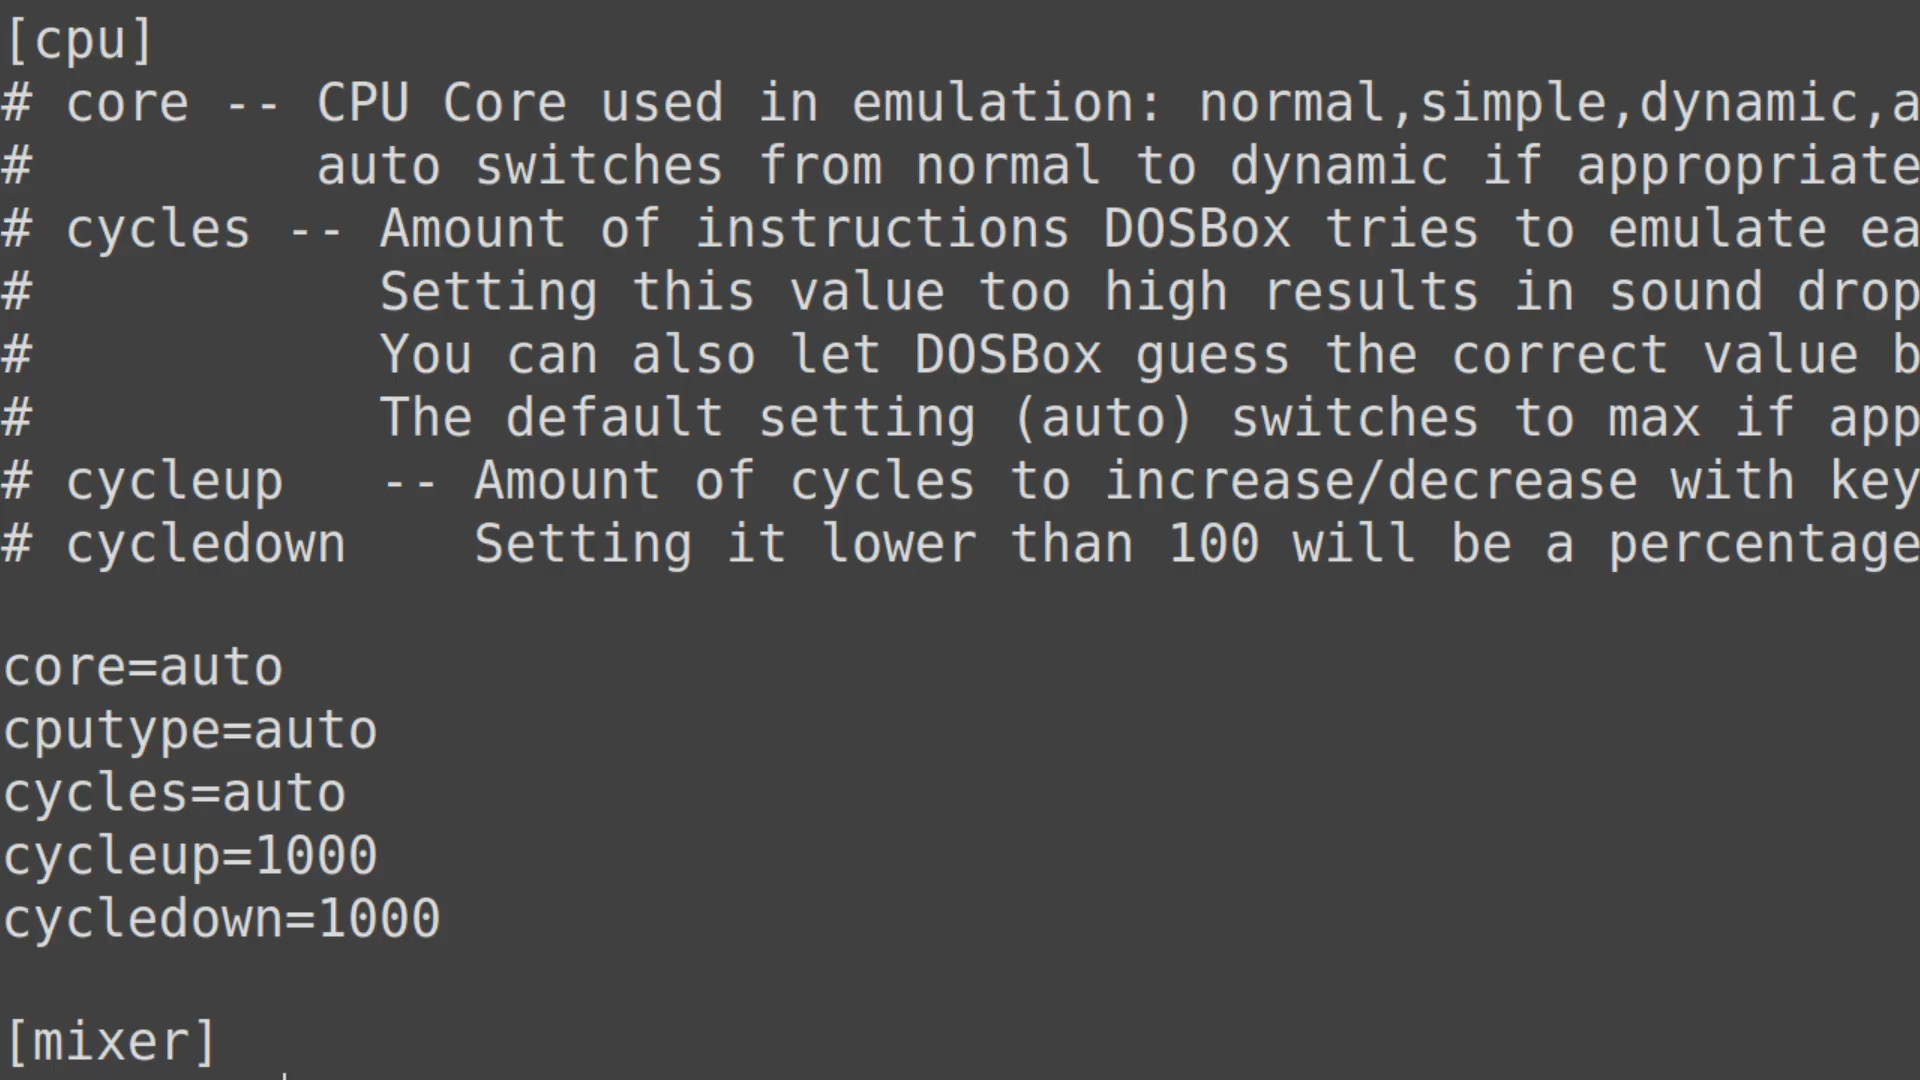 [cpu]
# core -- CPU Core used in emulation: normal,simple,dynamic,a
#         auto switches from normal to dynamic if appropriate
# cycles -- Amount of instructions DOSBox tries to emulate ea
#           Setting this value too high results in sound drop
#           You can also let DOSBox guess the correct value b
#           The default setting (auto) switches to max if app
# cycleup   -- Amount of cycles to increase/decrease with key
# cycledown    Setting it lower than 100 will be a percentage
core=auto
cputype=auto
cycles=auto
cycleup=1000
cycledown=1000
[mixer]